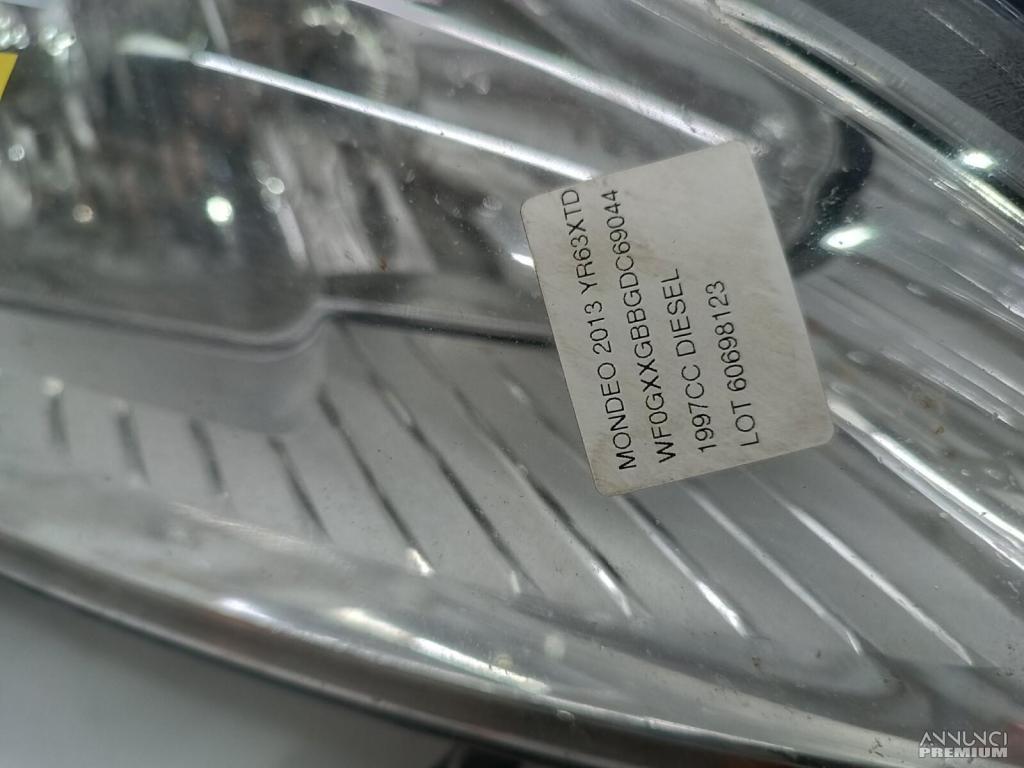 MONDEO 2013 YR63XTD
WF0GXXGBBGDC69044
1997CC DIESEL
LOT 60698123
ANNUNCI
PREMIUM